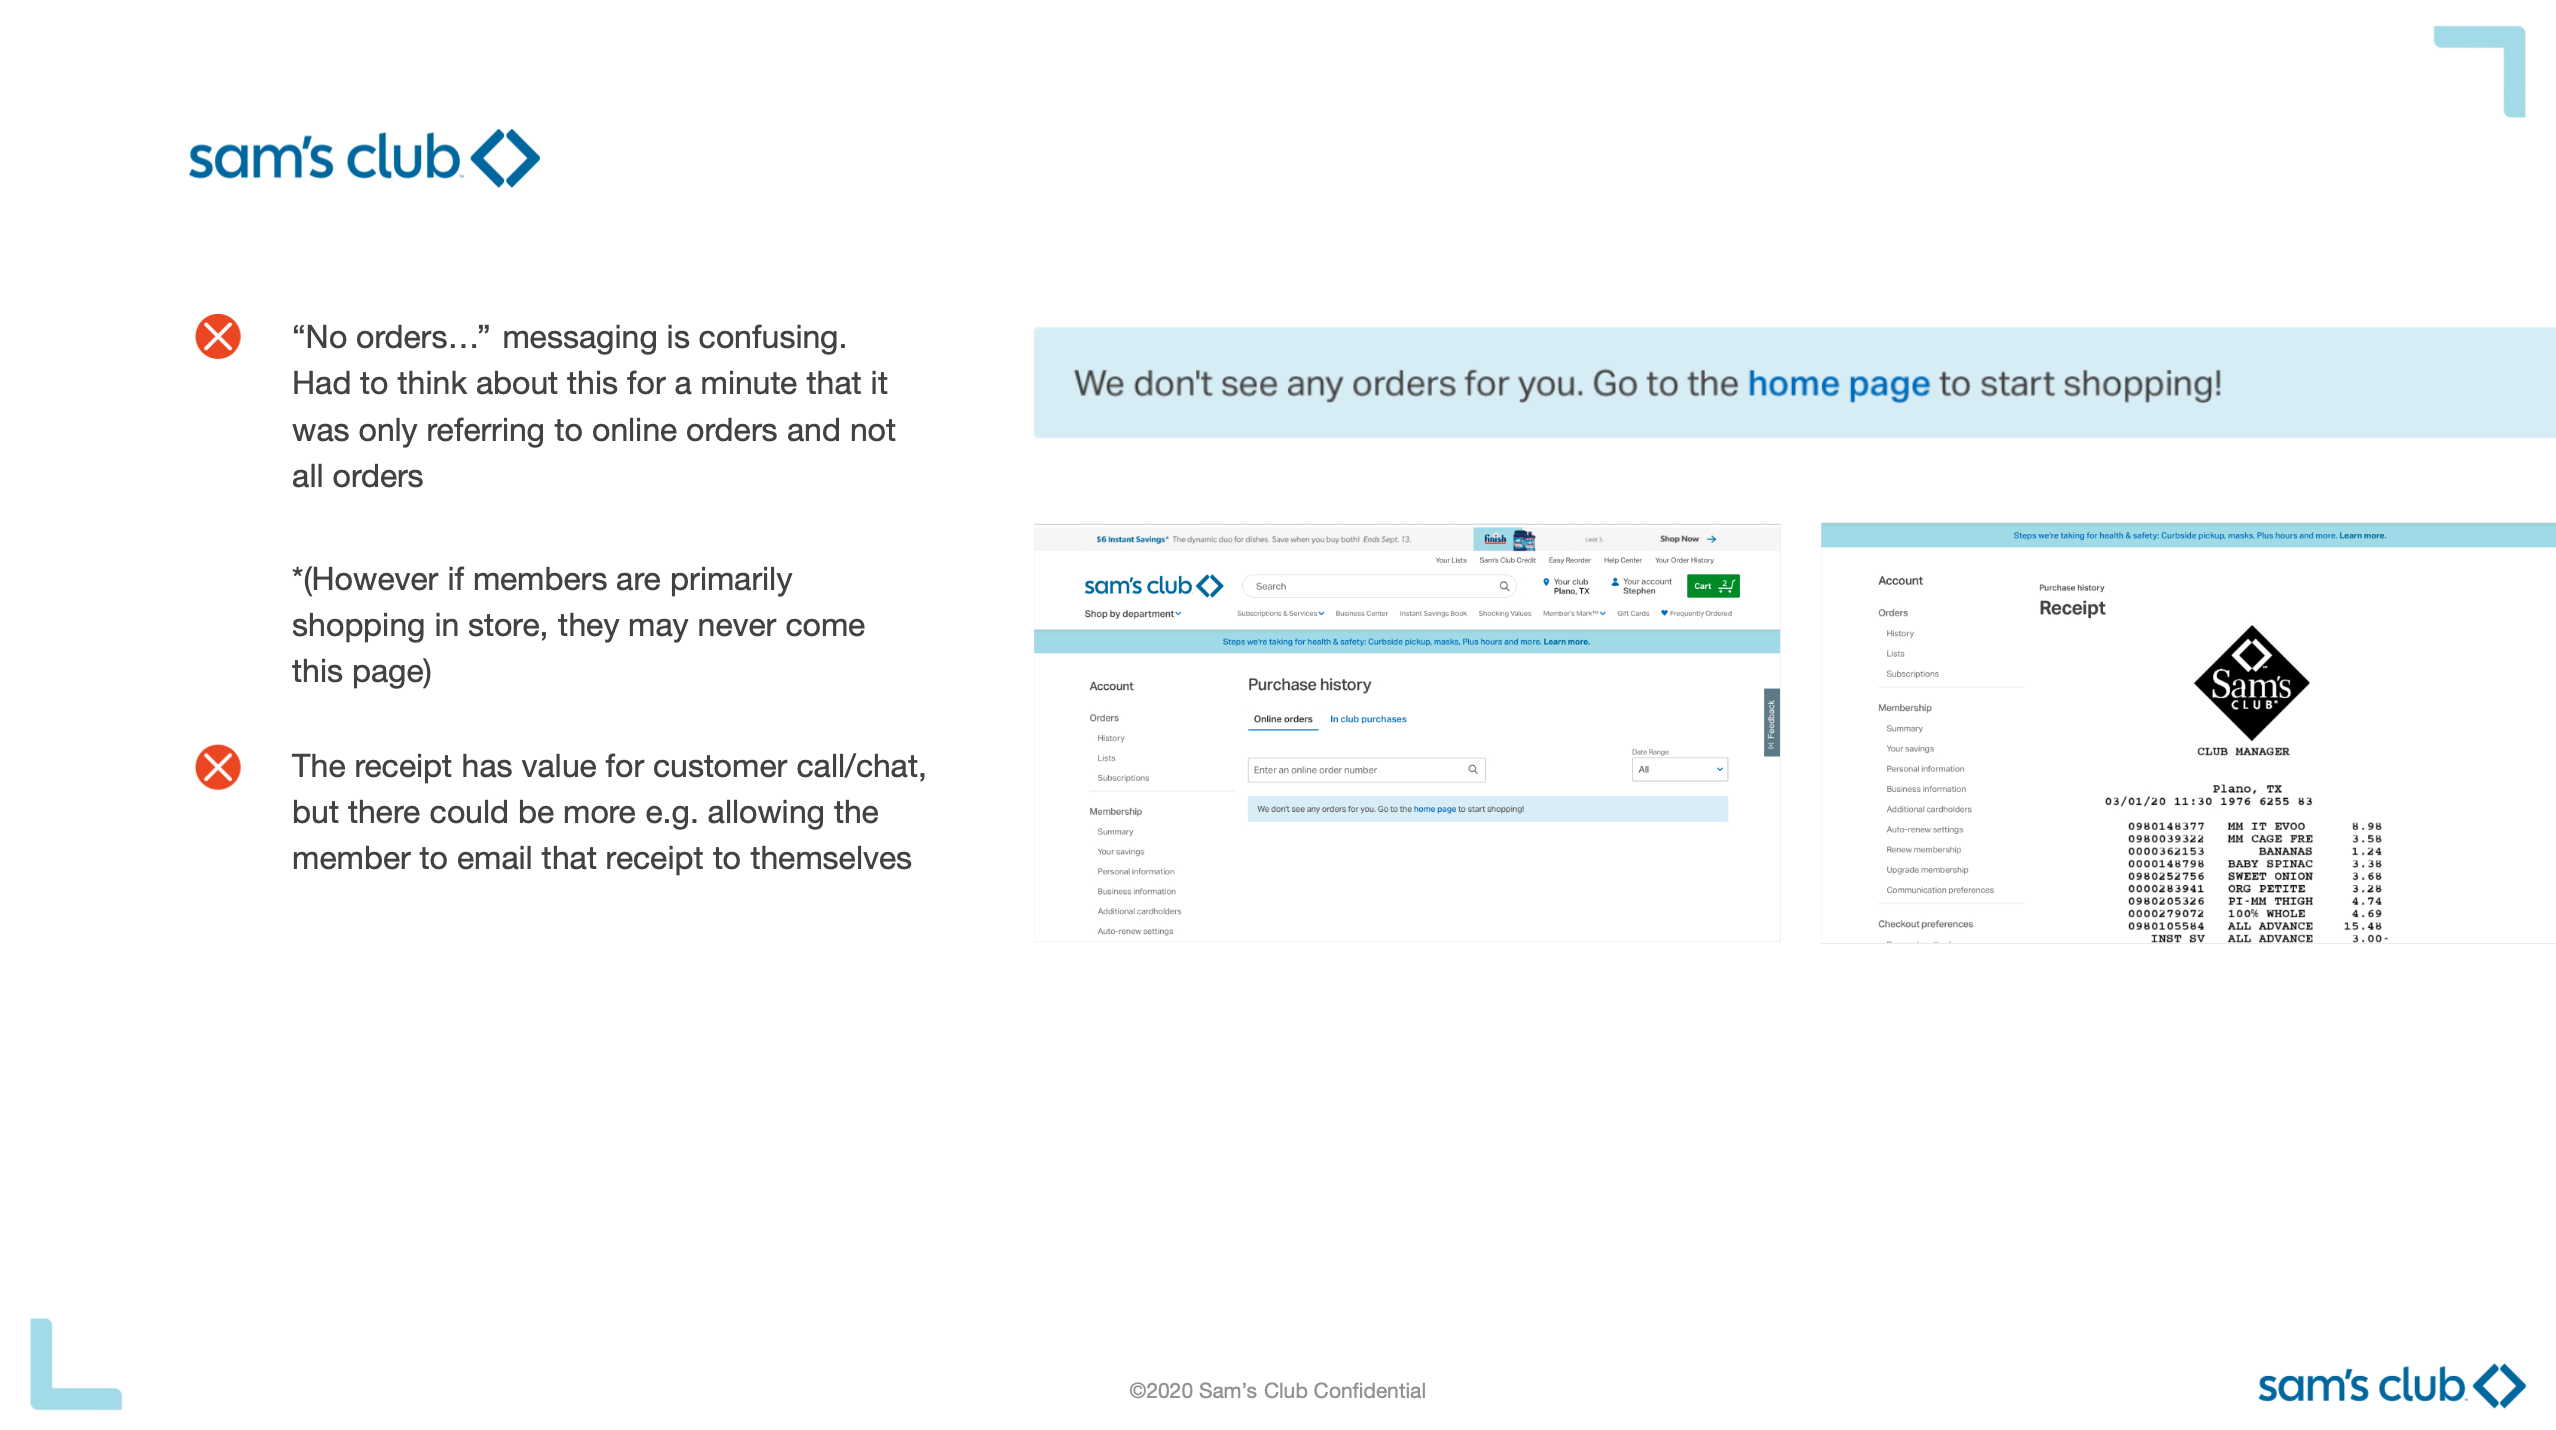 sam's club
“No orders…” messaging is confusing.
Had to think about this for a minute that it
was only referring to online orders and not
all orders
*(However if members are primarily
shopping in store, they may never come
this page)
The receipt has value for customer call/chat,
but there could be more e.g. allowing the
member to email that receipt to themselves
We don't see any orders for you. Go to the home page to start shopping!
$6 Instant Savings* The dynamic duo for dishes. Save when you buy both! Ends Sept. 13.
finish
Limit 2.
Shop Now
Your Lists Sam's Club Credit Easy Reorder Help Center Your Order History
sam's club
Search
Your club
Plano, TX
Your account
Stephen
Cart 2
Shop by department
Subscriptions & Services Business Center Instant Savings Book Shocking Values Member's Mark™ Gift Cards Frequently Ordered
Steps we're taking for health & safety: Curbside pickup, masks, Plus hours and more. Learn more.
Account
Orders
History
Lists
Subscriptions
Membership
Summary
Your savings
Personal information
Business information
Additional cardholders
Auto-renew settings
Purchase history
Online orders In club purchases
Enter an online order number
Date Range
All
We don't see any orders for you. Go to the home page to start shopping!
[+] Feedback
Steps we're taking for health & safety: Curbside pickup, masks, Plus hours and more. Learn more.
Account
Orders
History
Lists
Subscriptions
Membership
Summary
Your savings
Personal information
Business information
Additional cardholders
Auto-renew settings
Renew membership
Upgrade membership
Communication preferences
Checkout preferences
Purchase history
Receipt
Sam's
CLUB
CLUB MANAGER
Plano, TX
03/01/20 11:30 1976 6255 83
0980148377 MM IT EVOO 8.98
0980039322 MM CAGE FRE 3.58
0000362153 BANANAS 1.24
0000148798 BABY SPINAC 3.38
0980252756 SWEET ONION 3.68
0000283941 ORG PETITE 3.28
0980205326 PI-MM THIGH 4.74
0000279072 100% WHOLE 4.69
0980105584 ALL ADVANCE 15.48
INST SV ALL ADVANCE 3.00-
©2020 Sam’s Club Confidential
sam's club